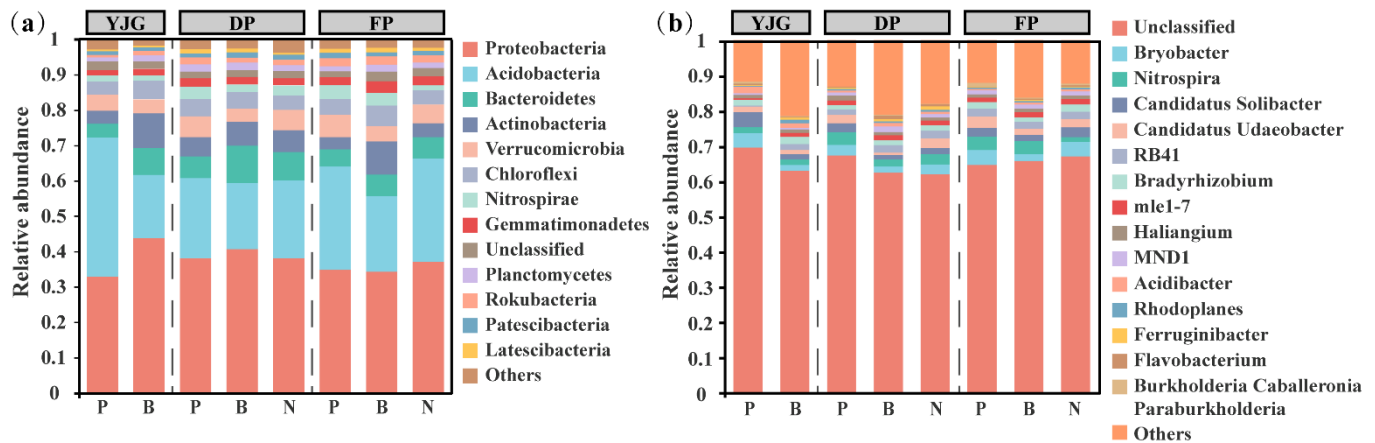 (a)
YJG DP FP
Relative abundance
1
0.9
0.8
0.7
0.6
0.5
0.4
0.3
0.2
0.1
0
P B P B N P B N
Proteobacteria
Acidobacteria
Bacteroidetes
Actinobacteria
Verrucomicrobia
Chloroflexi
Nitrospirae
Gemmatimonadetes
Unclassified
Planctomycetes
Rokubacteria
Patescibacteria
Latescibacteria
Others
(b)
YJG DP FP
Relative abundance
1
0.9
0.8
0.7
0.6
0.5
0.4
0.3
0.2
0.1
0
P B P B N P B N
Unclassified
Bryobacter
Nitrospira
Candidatus Solibacter
Candidatus Udaeobacter
RB41
Bradyrhizobium
mle1-7
Haliangium
MND1
Acidibacter
Rhodoplanes
Ferruginibacter
Flavobacterium
Burkholderia Caballeronia
Paraburkholderia
Others